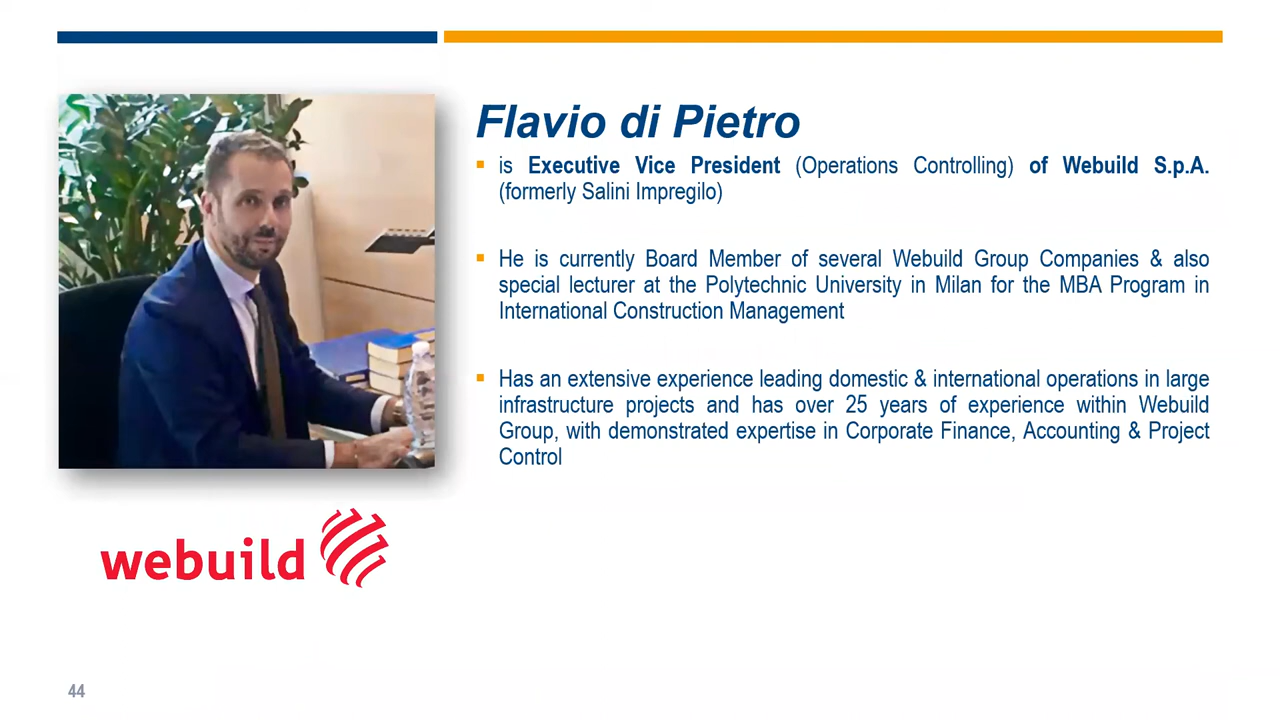 Flavio di Pietro
▪ is Executive Vice President (Operations Controlling) of Webuild S.p.A.
(formerly Salini Impregilo)
▪ He is currently Board Member of several Webuild Group Companies & also
special lecturer at the Polytechnic University in Milan for the MBA Program in
International Construction Management
▪ Has an extensive experience leading domestic & international operations in large
infrastructure projects and has over 25 years of experience within Webuild
Group, with demonstrated expertise in Corporate Finance, Accounting & Project
Control
webuild
44